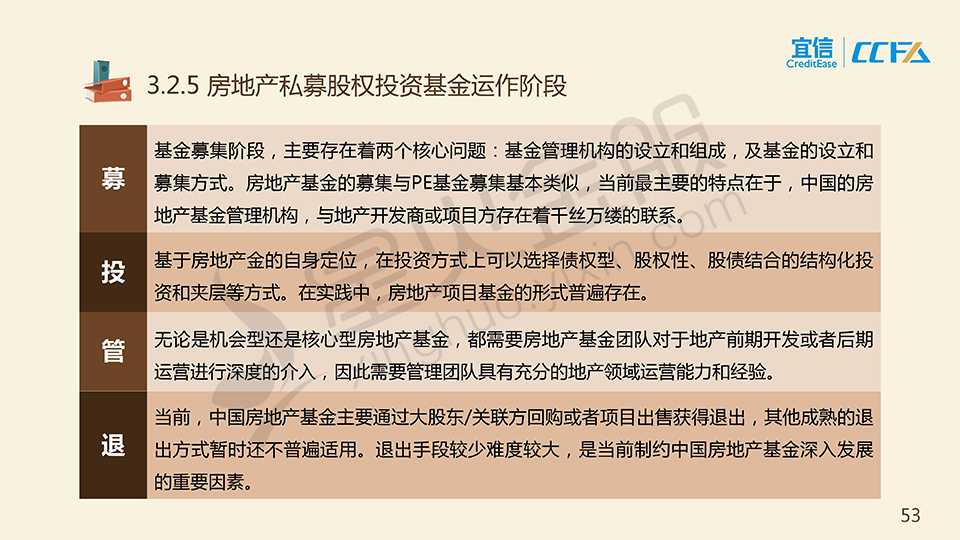 宜信
CreditEase
CCFA
3.2.5 房地产私募股权投资基金运作阶段
募
基金募集阶段，主要存在着两个核心问题：基金管理机构的设立和组成，及基金的设立和
募集方式。房地产基金的募集与PE基金募集基本类似，当前最主要的特点在于，中国的房
地产基金管理机构，与地产开发商或项目方存在着千丝万缕的联系。
投
基于房地产金的自身定位，在投资方式上可以选择债权型、股权性、股债结合的结构化投
资和夹层等方式。在实践中，房地产项目基金的形式普遍存在。
管
无论是机会型还是核心型房地产基金，都需要房地产基金团队对于地产前期开发或者后期
运营进行深度的介入，因此需要管理团队具有充分的地产领域运营能力和经验。
退
当前，中国房地产基金主要通过大股东/关联方回购或者项目出售获得退出，其他成熟的退
出方式暂时还不普遍适用。退出手段较少难度较大，是当前制约中国房地产基金深入发展
的重要因素。
星火金服
xinghuo.yixin.com
53